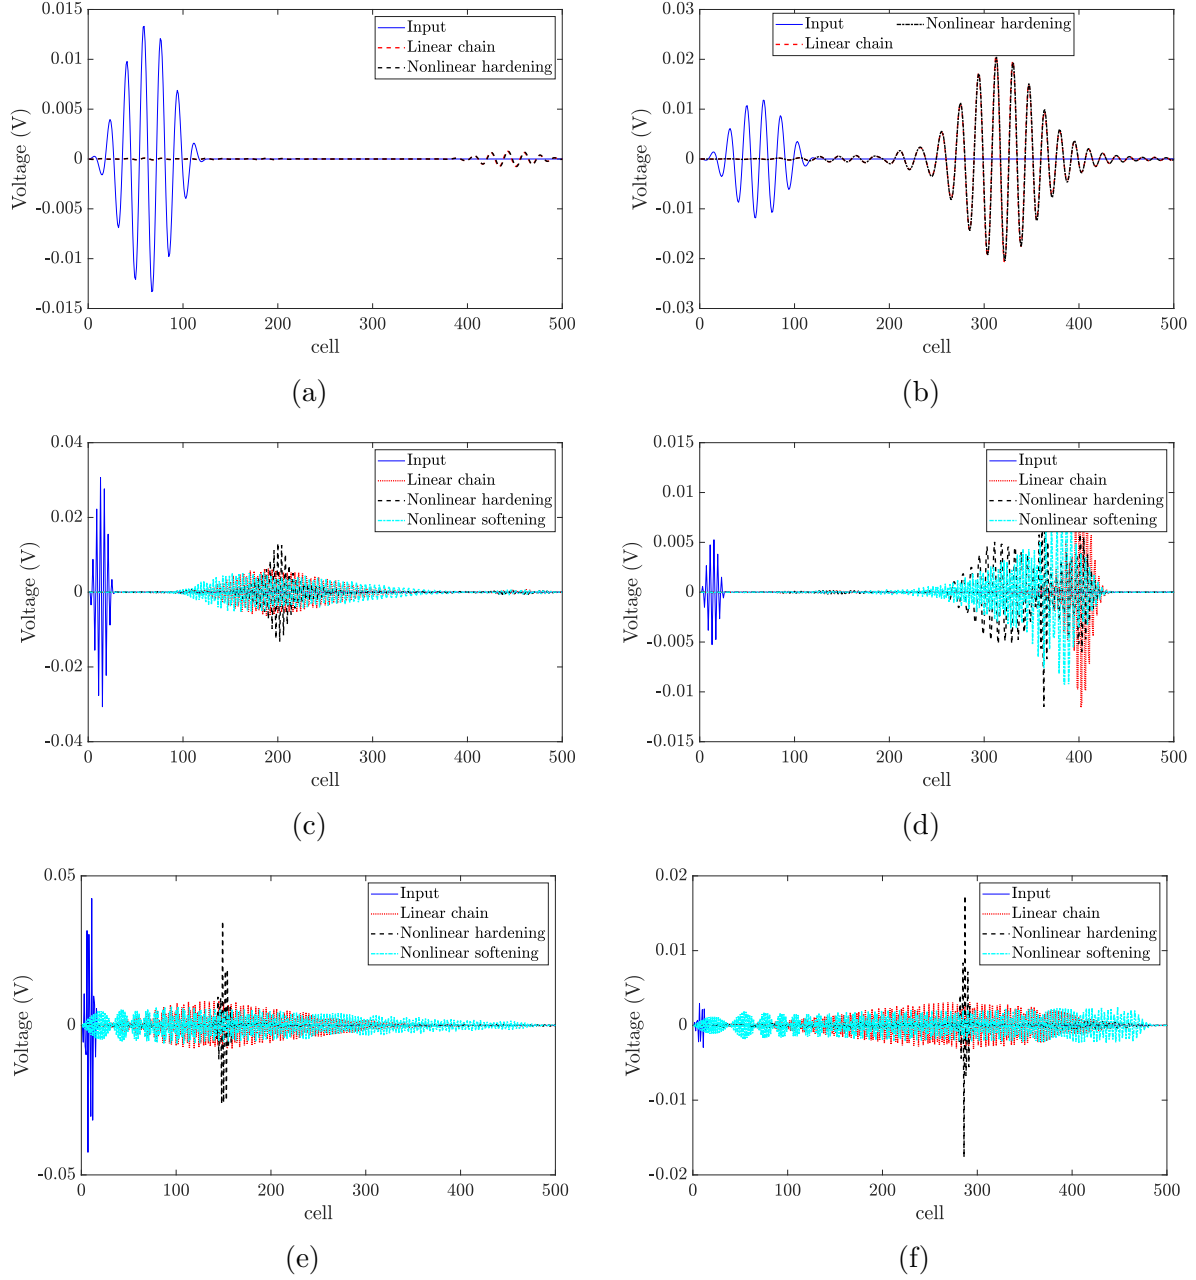 0.015
0.01
0.005
0
-0.005
-0.01
-0.015
Voltage (V)
Input
Linear chain
Nonlinear hardening
0 100 200 300 400 500
cell
(a)
0.03
0.02
0.01
0
-0.01
-0.02
-0.03
Voltage (V)
Input
Linear chain
Nonlinear hardening
0 100 200 300 400 500
cell
(b)
0.04
0.02
0
-0.02
-0.04
Voltage (V)
Input
Linear chain
Nonlinear hardening
Nonlinear softening
0 100 200 300 400 500
cell
(c)
0.015
0.01
0.005
0
-0.005
-0.01
-0.015
Voltage (V)
Input
Linear chain
Nonlinear hardening
Nonlinear softening
0 100 200 300 400 500
cell
(d)
0.05
0
-0.05
Voltage (V)
Input
Linear chain
Nonlinear hardening
Nonlinear softening
0 100 200 300 400 500
cell
(e)
0.02
0.01
0
-0.01
-0.02
Voltage (V)
Input
Linear chain
Nonlinear hardening
Nonlinear softening
0 100 200 300 400 500
cell
(f)